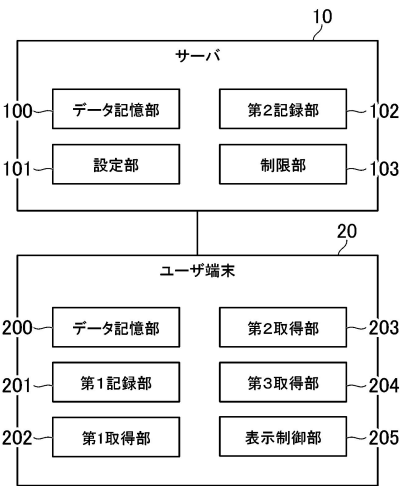 10
サーバ
100 データ記憶部 第2記録部 102
101 設定部 制限部 103
20
ユーザ端末
200 データ記憶部 第2取得部 203
201 第1記録部 第3取得部 204
202 第1取得部 表示制御部 205